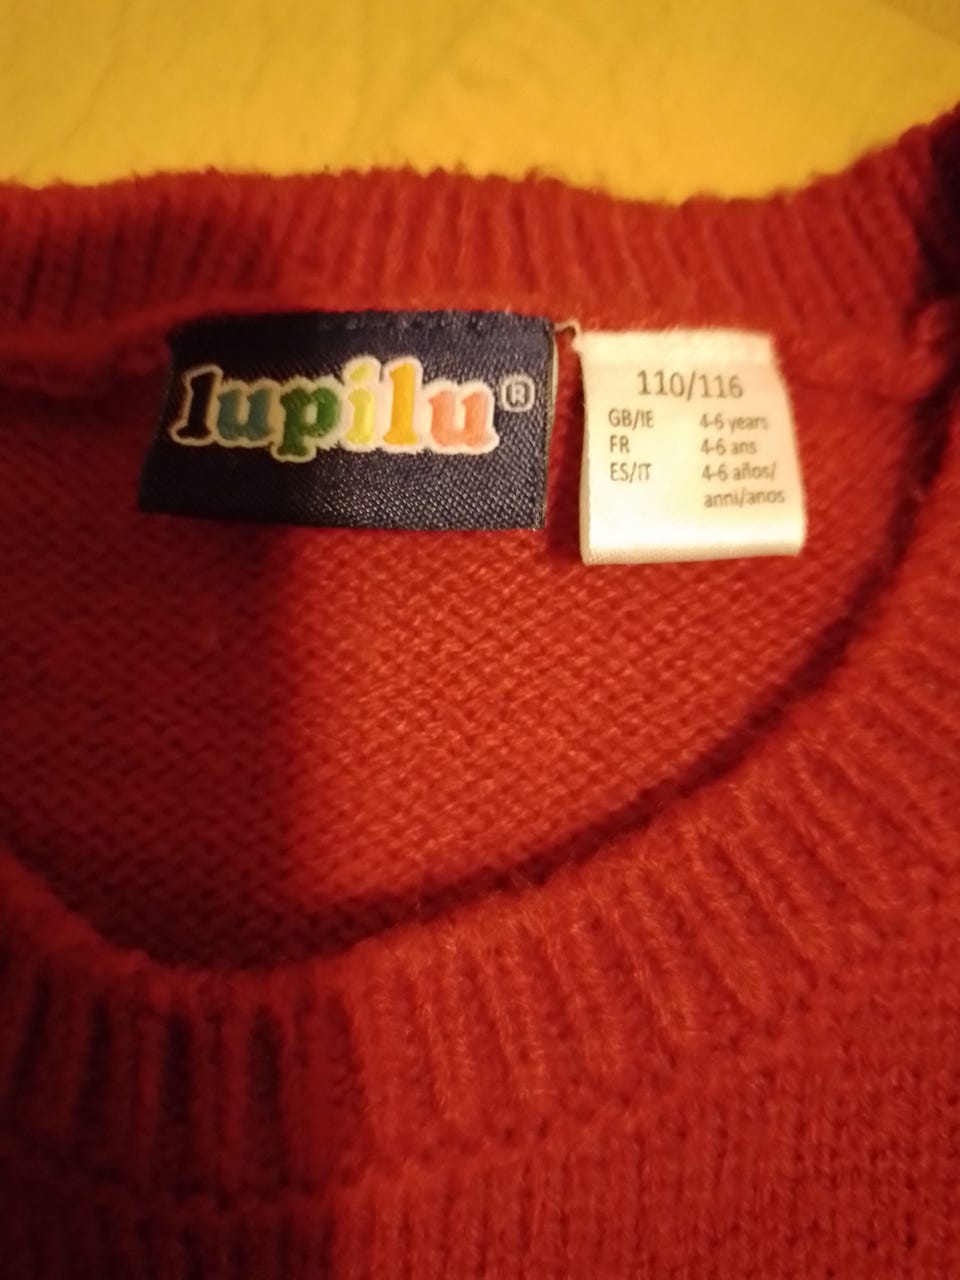 lupilu®
110/116
GB/IE 4-6 years
FR 4-6 ans
ES/IT 4-6 años/
anni/anos